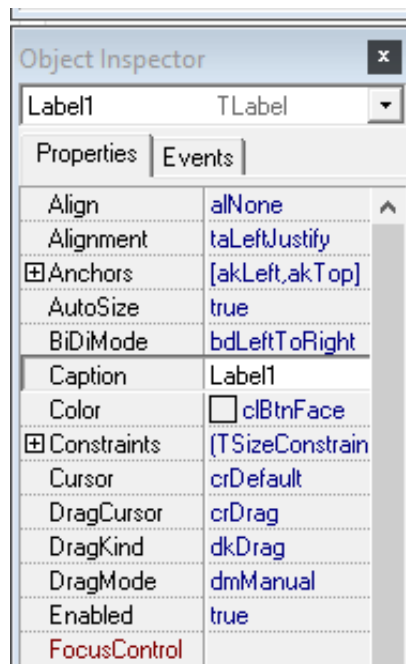 Object Inspector x
Label1 TLabel
Properties Events
Align alNone
Alignment taLeftJustify
Anchors [akLeft,akTop]
AutoSize true
BiDiMode bdLeftToRight
Caption Label1
Color clBtnFace
Constraints (TSizeConstrain
Cursor crDefault
DragCursor crDrag
DragKind dkDrag
DragMode dmManual
Enabled true
FocusControl